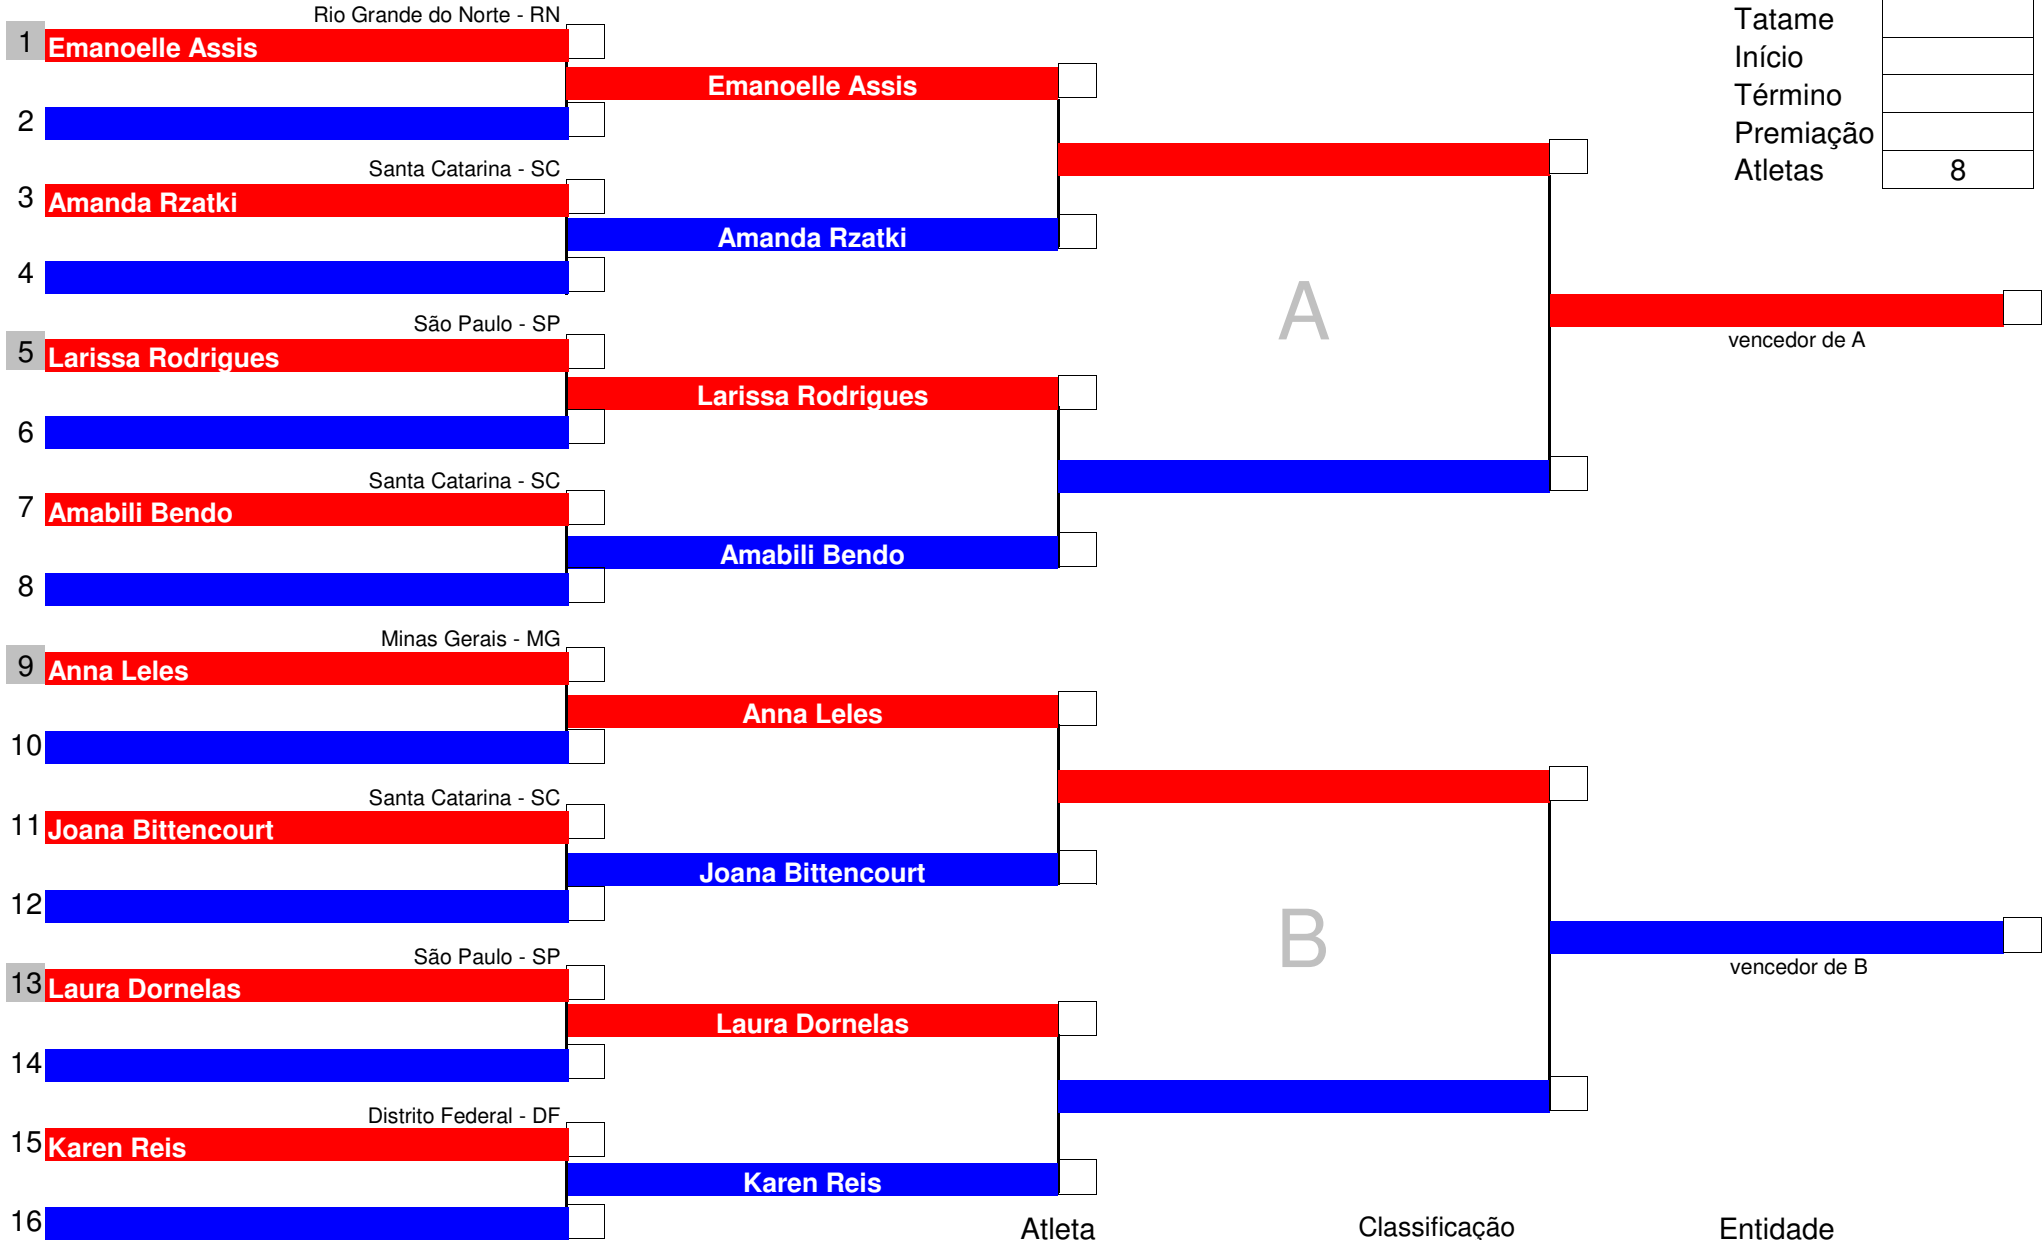 Rio Grande do Norte - RN
1 Emanoelle Assis
Emanoelle Assis
2
Santa Catarina - SC
3 Amanda Rzatki
Amanda Rzatki
4
São Paulo - SP
5 Larissa Rodrigues
Larissa Rodrigues
6
Santa Catarina - SC
7 Amabili Bendo
Amabili Bendo
8
Minas Gerais - MG
9 Anna Leles
Anna Leles
10
Santa Catarina - SC
11 Joana Bittencourt
Joana Bittencourt
12
São Paulo - SP
13 Laura Dornelas
Laura Dornelas
14
Distrito Federal - DF
15 Karen Reis
Karen Reis
16
A
B
vencedor de A
vencedor de B
Tatame
Início
Término
Premiação
Atletas 8
Atleta Classificação Entidade